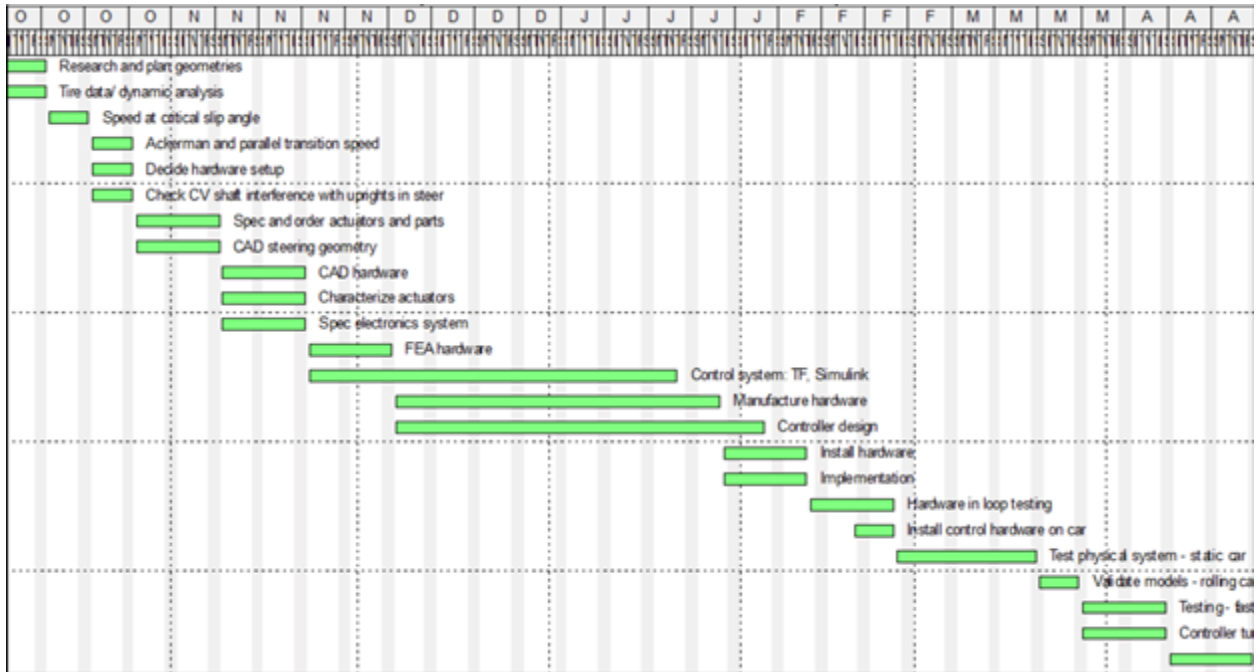 O O O O N N N N N D D D D J J J J J F F F F M M M M A A A
Research and plan geometries
Tire data/ dynamic analysis
Speed at critical slip angle
Ackerman and parallel transition speed
Decide hardware setup
Check CV shaft interference with uprights in steer
Spec and order actuators and parts
CAD steering geometry
CAD hardware
Characterize actuators
Spec electronics system
FEA hardware
Control system: TF, Simulink
Manufacture hardware
Controller design
Install hardware
Implementation
Hardware in loop testing
Install control hardware on car
Test physical system - static car
Validate models - rolling ca
Testing - fast
Controller tu